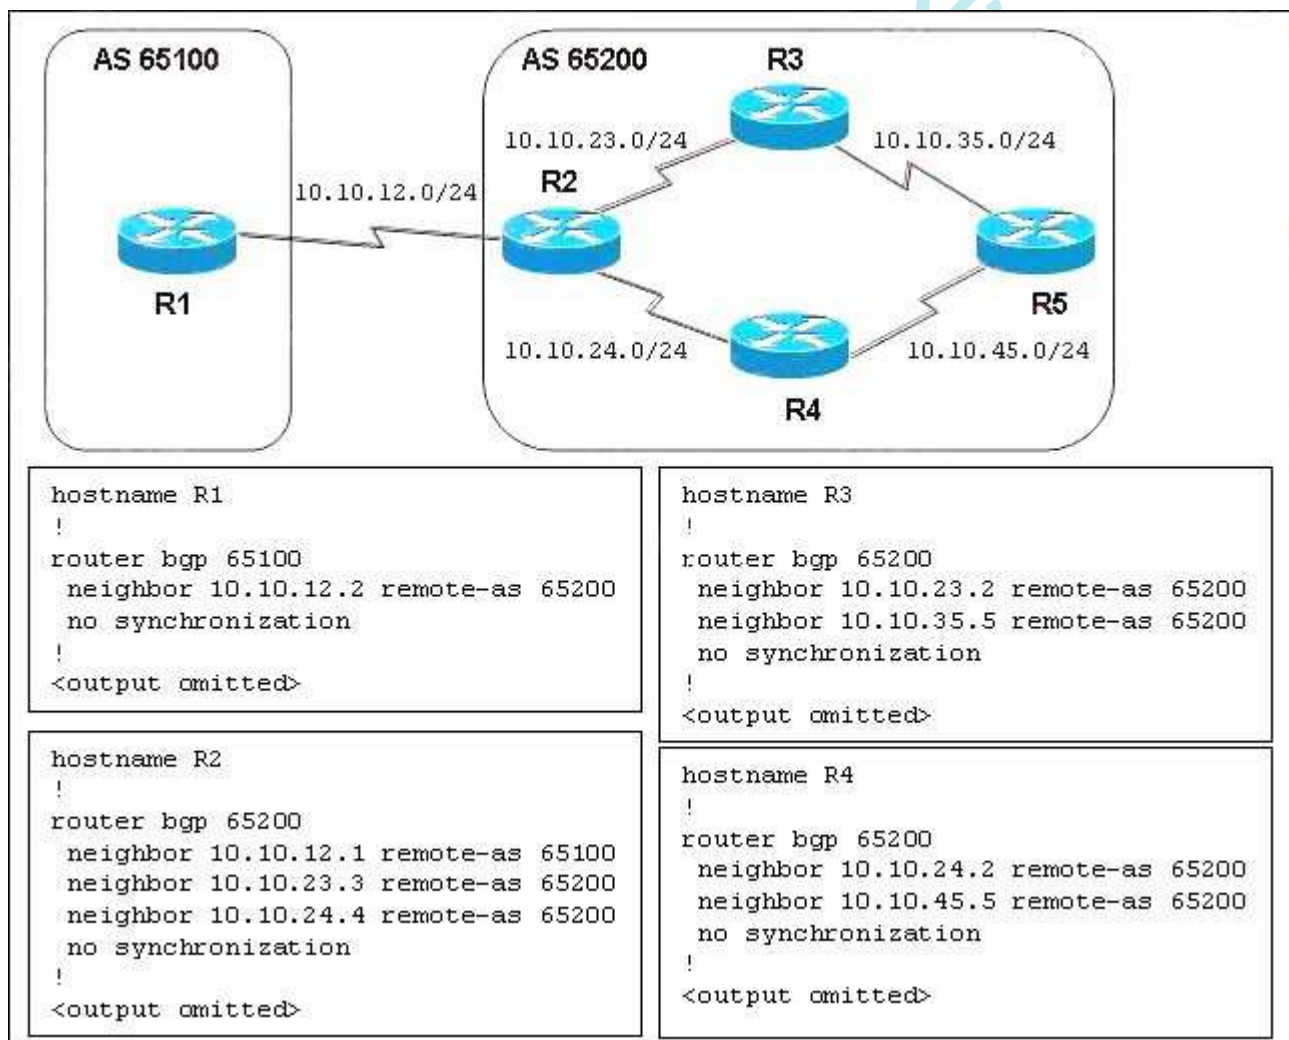 AS 65100
AS 65200
R3
10.10.23.0/24
10.10.35.0/24
R2
10.10.12.0/24
R1
R5
10.10.24.0/24
10.10.45.0/24
R4
hostname R1
!
router bgp 65100
neighbor 10.10.12.2 remote-as 65200
no synchronization
!
<output omitted>
hostname R2
!
router bgp 65200
neighbor 10.10.12.1 remote-as 65100
neighbor 10.10.23.3 remote-as 65200
neighbor 10.10.24.4 remote-as 65200
no synchronization
!
<output omitted>
hostname R3
!
router bgp 65200
neighbor 10.10.23.2 remote-as 65200
neighbor 10.10.35.5 remote-as 65200
no synchronization
!
<output omitted>
hostname R4
!
router bgp 65200
neighbor 10.10.24.2 remote-as 65200
neighbor 10.10.45.5 remote-as 65200
no synchronization
!
<output omitted>